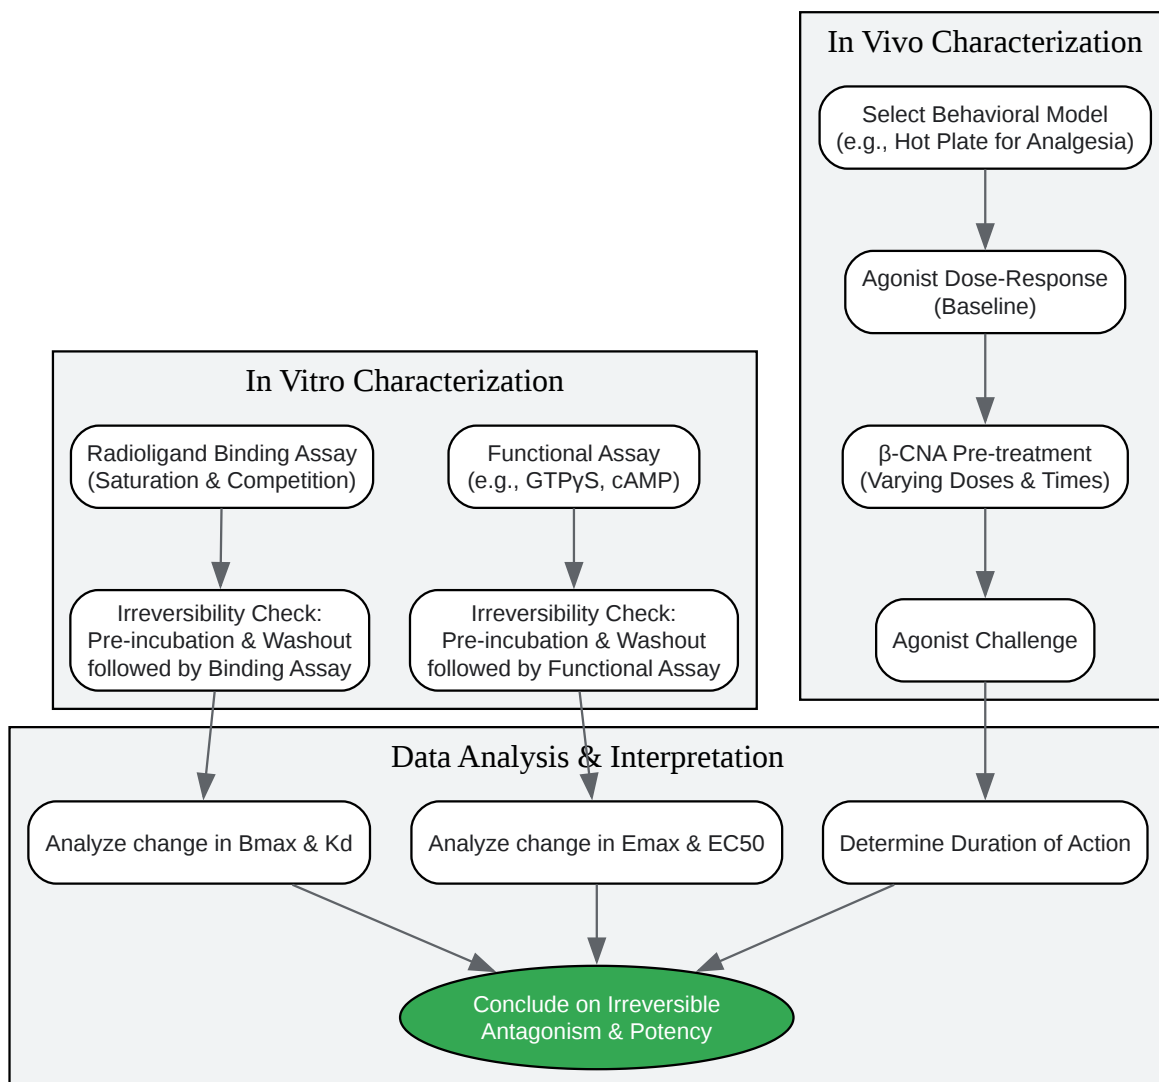 In Vivo Characterization
Select Behavioral Model
(e.g., Hot Plate for Analgesia)
Agonist Dose-Response
(Baseline)
β-CNA Pre-treatment
(Varying Doses & Times)
Agonist Challenge
In Vitro Characterization
Radioligand Binding Assay
(Saturation & Competition)
Functional Assay
(e.g., GTPγS, cAMP)
Irreversibility Check:
Pre-incubation & Washout
followed by Binding Assay
Irreversibility Check:
Pre-incubation & Washout
followed by Functional Assay
Data Analysis & Interpretation
Analyze change in Bmax & Kd
Analyze change in Emax & EC50
Determine Duration of Action
Conclude on Irreversible
Antagonism & Potency